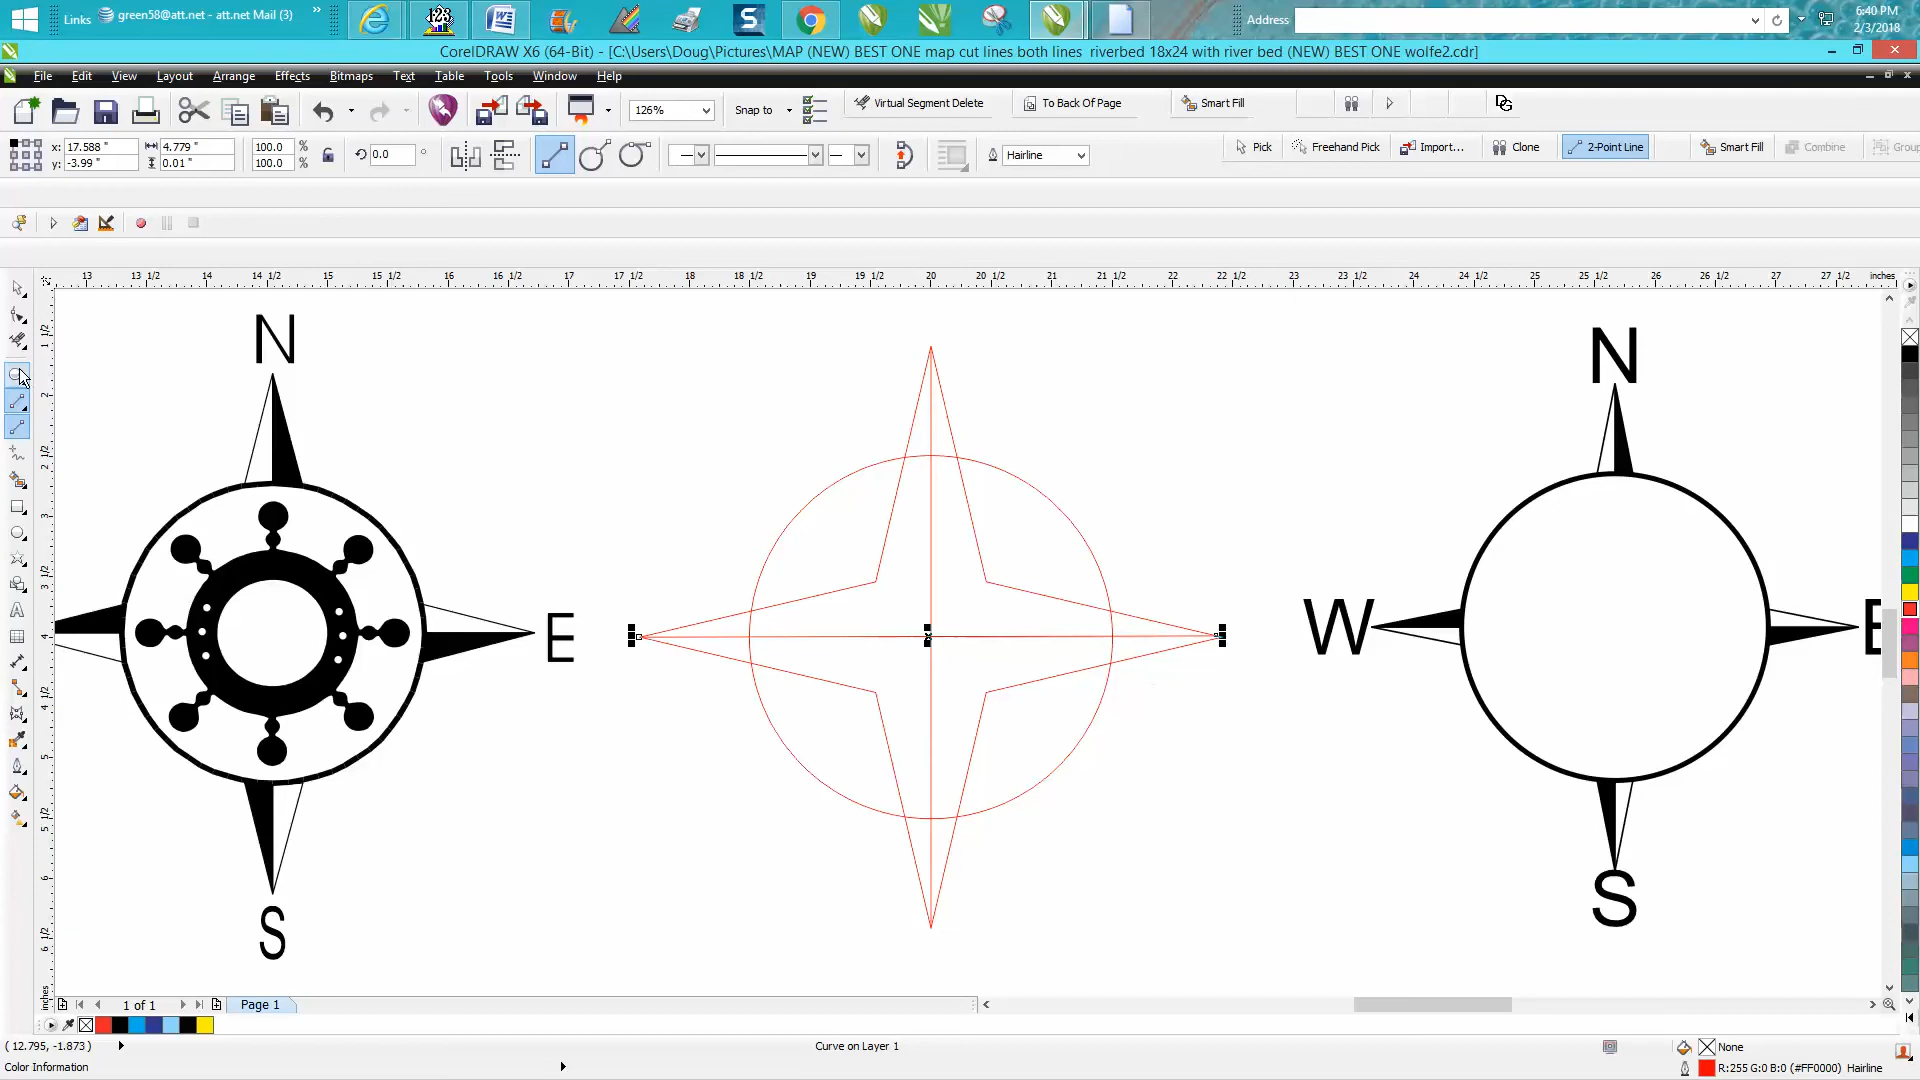 Links green58@att.net - att.net Mail (3) » Address 6:40 PM
2/3/2018
CorelDRAW X6 (64-Bit) - [C:\Users\Doug\Pictures\MAP (NEW) BEST ONE map cut lines both lines riverbed 18x24 with river bed (NEW) BEST ONE wolfe2.cdr]
File Edit View Layout Arrange Effects Bitmaps Text Table Tools Window Help
126% Snap to Virtual Segment Delete To Back Of Page Smart Fill
x: 17.588 " 4.779 " 100.0 %
y: -3.99 " 0.01 " 100.0 %
0.0 ° Hairline Pick Freehand Pick Import... Clone 2-Point Line Smart Fill Combine Group
13 13 1/2 14 14 1/2 15 15 1/2 16 16 1/2 17 17 1/2 18 18 1/2 19 19 1/2 20 20 1/2 21 21 1/2 22 22 1/2 23 23 1/2 24 24 1/2 25 25 1/2 26 26 1/2 27 27 1/2 inches
N N
E W E
S S
1 of 1 Page 1
( 12.795, -1.873 ) Curve on Layer 1 None
Color Information R:255 G:0 B:0 (#FF0000) Hairline